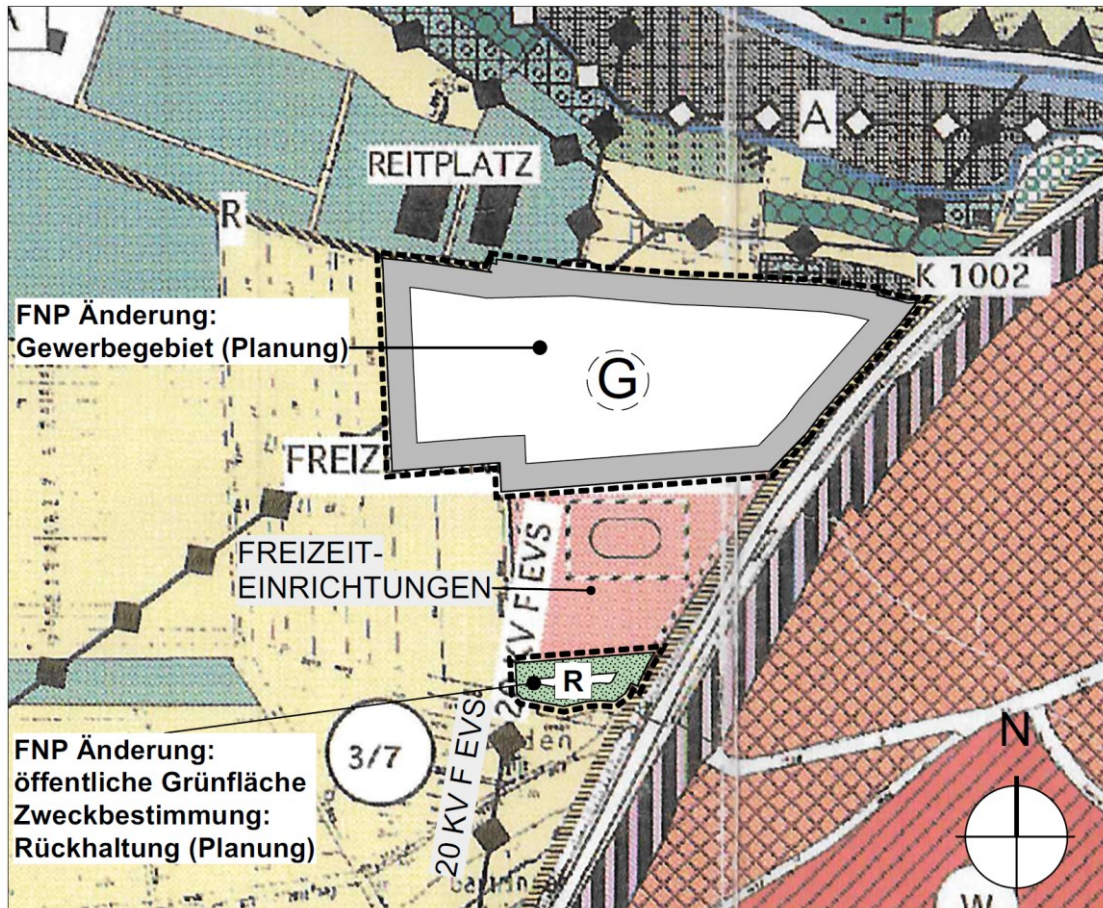 REITPLATZ
A
R
K 1002
FNP Änderung:
Gewerbegebiet (Planung)
G
FREIZ
FREIZEIT-
EINRICHTUNGEN
20 KV F EVS
R
20 KV F EVS
3/7
FNP Änderung:
öffentliche Grünfläche
Zweckbestimmung:
Rückhaltung (Planung)
N
W